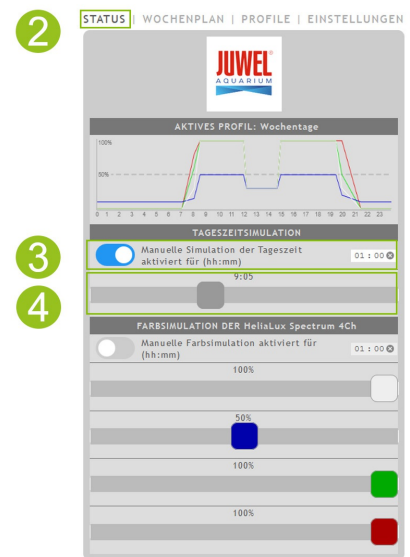 2
STATUS | WOCHENPLAN | PROFILE | EINSTELLUNGEN
JUWEL®
AQUARIUM
AKTIVES PROFIL: Wochentage
100%
50%
0 1 2 3 4 5 6 7 8 9 10 11 12 13 14 15 16 17 18 19 20 21 22 23
TAGESZEITSIMULATION
3
Manuelle Simulation der Tageszeit
aktiviert für (hh:mm)
01 : 00
4
9:05
FARBSIMULATION DER HeliaLux Spectrum 4Ch
Manuelle Farbsimulation aktiviert für
(hh:mm)
01 : 00
100%
50%
100%
100%